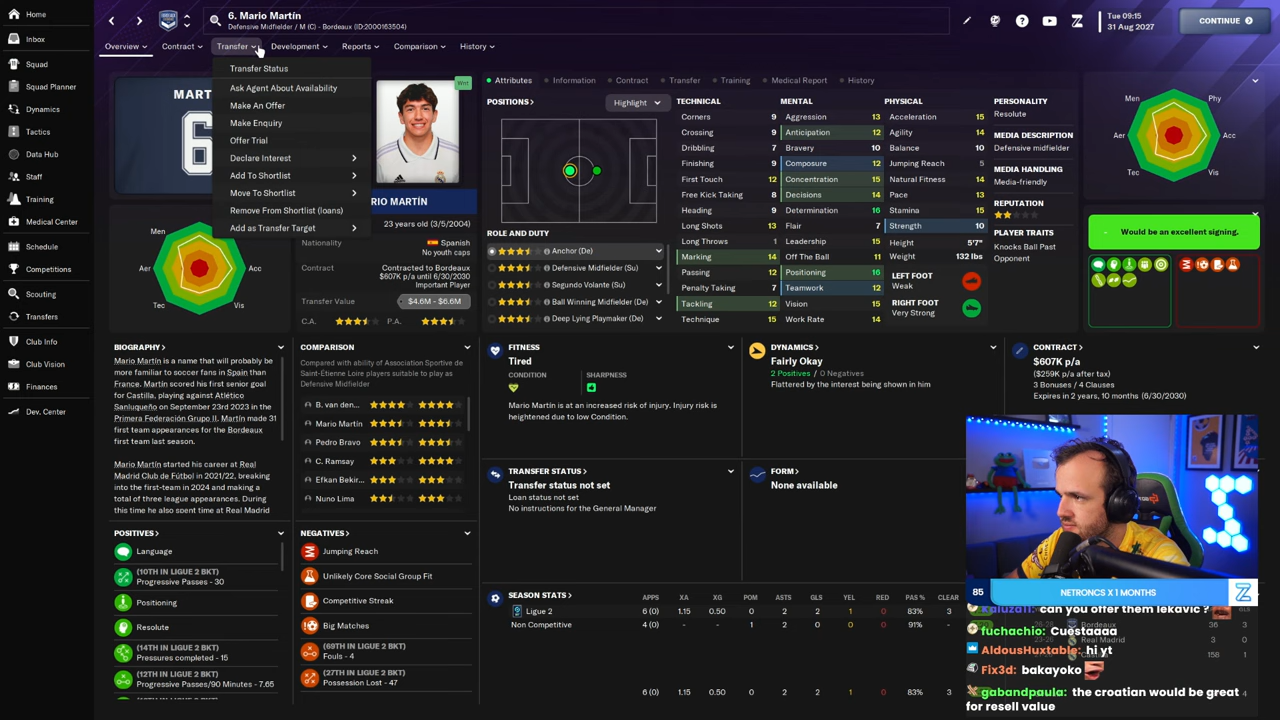 Home
Inbox
Squad
Squad Planner
Dynamics
Tactics
Data Hub
Staff
Training
Medical Center
Schedule
Competitions
Scouting
Transfers
Club Info
Club Vision
Finances
Dev. Center
6. Mario Martín
Defensive Midfielder / M (C) - Bordeaux (ID:2000163504)
Tue 09:15
31 Aug 2027
CONTINUE
Overview
Contract
Transfer
Development
Reports
Comparison
History
Transfer Status
Ask Agent About Availability
Make An Offer
Make Enquiry
Offer Trial
Declare Interest
Add To Shortlist
Move To Shortlist
Remove From Shortlist (loans)
Add as Transfer Target
MART
6
Wnt
RIO MARTÍN
23 years old (3/5/2004)
Nationality
Spanish
No youth caps
Contract
Contracted to Bordeaux
$607K p/a until 6/30/2030
Important Player
Transfer Value
$4.6M - $6.6M
C.A.
P.A.
Men
Aer
Tec
Vis
Attributes
Information
Contract
Transfer
Training
Medical Report
History
POSITIONS
Highlight
ROLE AND DUTY
Anchor (De)
Defensive Midfielder (Su)
Segundo Volante (Su)
Ball Winning Midfielder (De)
Deep Lying Playmaker (De)
TECHNICAL
Corners 9
Crossing 9
Dribbling 7
Finishing 9
First Touch 12
Free Kick Taking 8
Heading 9
Long Shots 13
Long Throws 1
Marking 14
Passing 12
Penalty Taking 7
Tackling 12
Technique 15
MENTAL
Aggression 13
Anticipation 12
Bravery 10
Composure 12
Concentration 15
Decisions 14
Determination 16
Flair 7
Leadership 15
Off The Ball 11
Positioning 16
Teamwork 12
Vision 15
Work Rate 14
PHYSICAL
Acceleration 15
Agility 14
Balance 10
Jumping Reach 5
Natural Fitness 14
Pace 13
Stamina 15
Strength 10
Height 5'7"
Weight 132 lbs
LEFT FOOT
Weak
RIGHT FOOT
Very Strong
PERSONALITY
Resolute
MEDIA DESCRIPTION
Defensive midfielder
MEDIA HANDLING
Media-friendly
REPUTATION
PLAYER TRAITS
Knocks Ball Past
Opponent
Men
Phy
Aer
Acc
Tec
Vis
Would be an excellent signing.
BIOGRAPHY
Mario Martín is a name that will probably be
more familiar to soccer fans in Spain than
France. Martín scored his first senior goal
for Castilla, playing against Atlético
Sanluqueño on September 23rd 2023 in the
Primera Federación Grupo II. Martín made 31
first team appearances for the Bordeaux
first team last season.
Mario Martín started his career at Real
Madrid Club de Fútbol in 2021/22, breaking
into the first-team in 2024 and making a
total of three league appearances. During
this time he also spent time at Real Madrid
COMPARISON
Compared with ability of Association Sportive de
Saint-Étienne Loire players suitable to play as
Defensive Midfielder
B. van den...
Mario Martín
Pedro Bravo
C. Ramsay
Efkan Bekir...
Nuno Lima
FITNESS
Tired
CONDITION
SHARPNESS
Mario Martín is at an increased risk of injury. Injury risk is
heightened due to low Condition.
DYNAMICS
Fairly Okay
2 Positives / 0 Negatives
Flattered by the interest being shown in him
CONTRACT
$607K p/a
($259K p/a after tax)
3 Bonuses / 4 Clauses
Expires in 2 years, 10 months (6/30/2030)
TRANSFER STATUS
Transfer status not set
Loan status not set
No instructions for the General Manager
FORM
None available
POSITIVES
Language
(10TH IN LIGUE 2 BKT)
Progressive Passes - 30
Positioning
Resolute
(14TH IN LIGUE 2 BKT)
Pressures completed - 15
(12TH IN LIGUE 2 BKT)
Progressive Passes/90 Minutes - 7.65
NEGATIVES
Jumping Reach
Unlikely Core Social Group Fit
Competitive Streak
Big Matches
(69TH IN LIGUE 2 BKT)
Fouls - 4
(27TH IN LIGUE 2 BKT)
Possession Lost - 47
SEASON STATS
APPS XA XG POM ASTS GLS YEL RED PAS % CLEAR
Ligue 2 6 (0) 1.15 0.50 0 2 2 1 0 83% 3
Non Competitive 4 (0) - - 1 2 0 0 0 91% -
6 (0) 1.15 0.50 0 2 2 1 0 83% 3
85
NETRONCS X 1 MONTHS
Kaluza11: can you offer them lekavic ?
fuchachio: Cuestaaaa
AldousHuxtable: hi yt
Fix3d: bakayoko
gabandpaula: the croatian would be great
for resell value
Bordeaux 36 3
Real Madrid 3 0
158 1